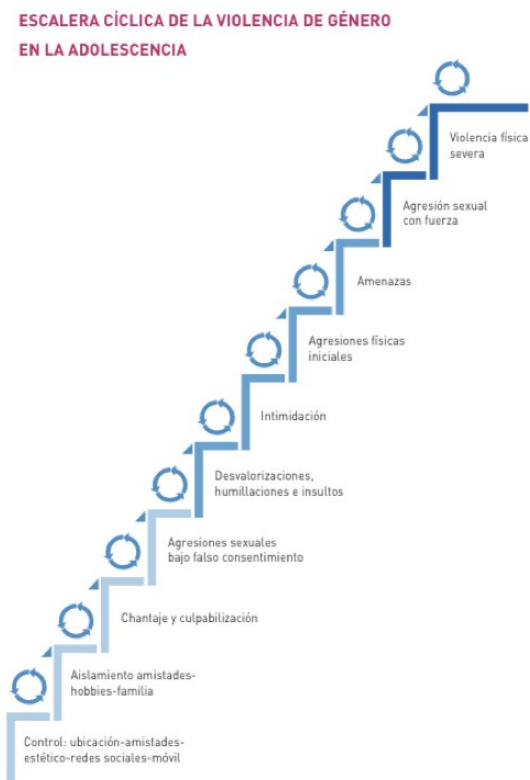 ESCALERA CÍCLICA DE LA VIOLENCIA DE GÉNERO
EN LA ADOLESCENCIA
Violencia física
severa
Agresión sexual
con fuerza
Amenazas
Agresiones físicas
iniciales
Intimidación
Desvalorizaciones,
humillaciones e insultos
Agresiones sexuales
bajo falso consentimiento
Chantaje y culpabilización
Aislamiento amistades-
hobbies-familia
Control: ubicación-amistades-
estético-redes sociales-móvil